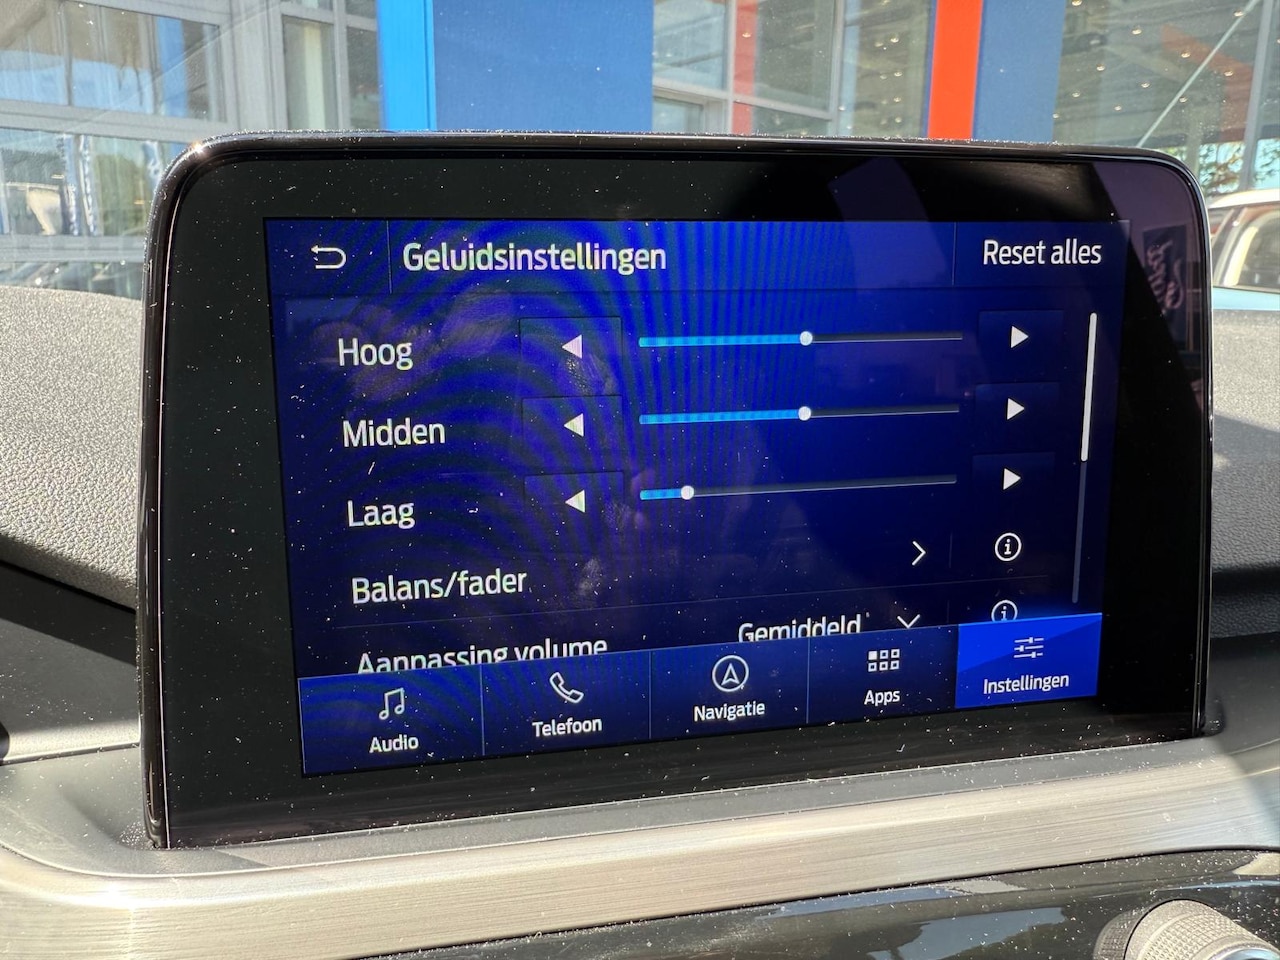 Geluidsinstellingen
Reset alles
Hoog
Midden
Laag
Balans/fader
Aanpassing volume
Gemiddeld
Audio
Telefoon
Navigatie
Apps
Instellingen